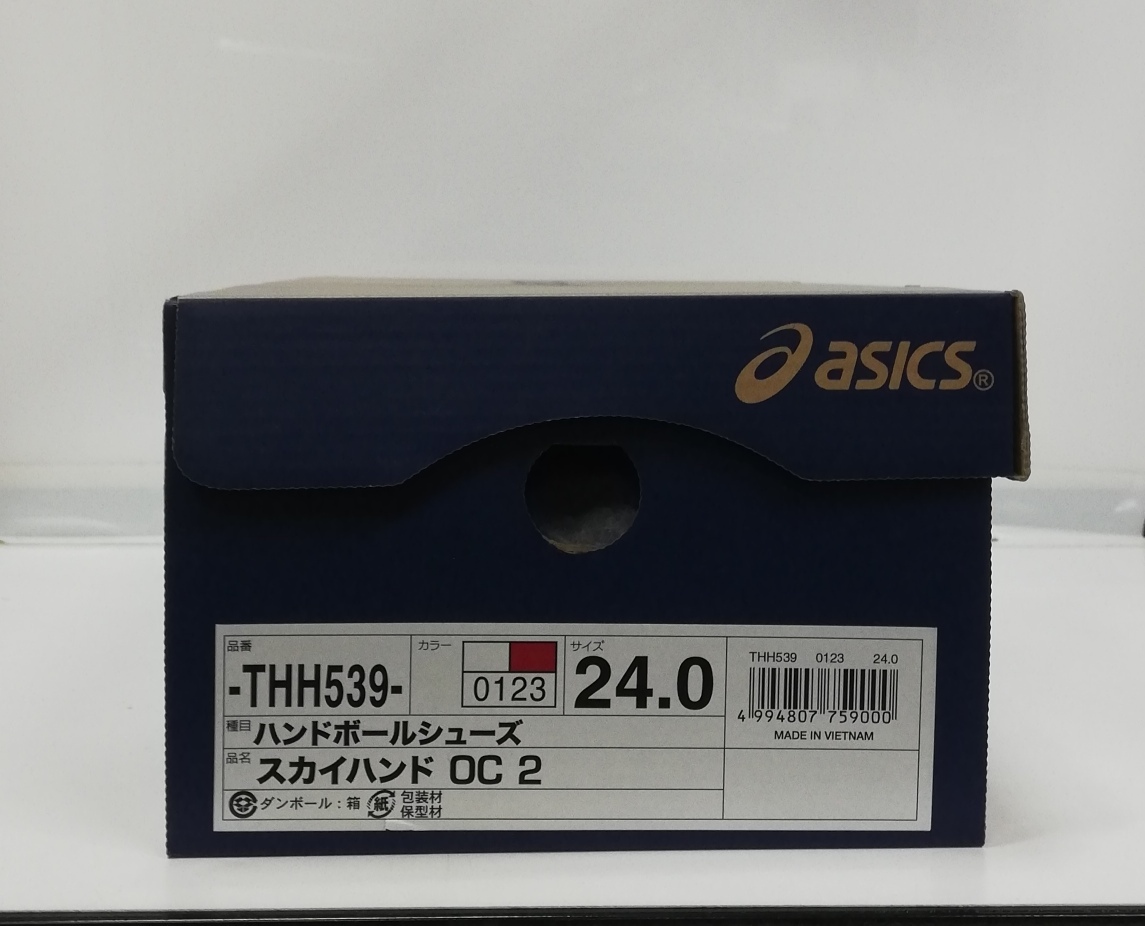 asics®
品番
-THH539-
カラー
0123
サイズ
24.0
種目
ハンドボールシューズ
品名
スカイハンド OC 2
ダンボール：箱
紙
包装材
保型材
THH539 0123 24.0
4 994807 759000
MADE IN VIETNAM